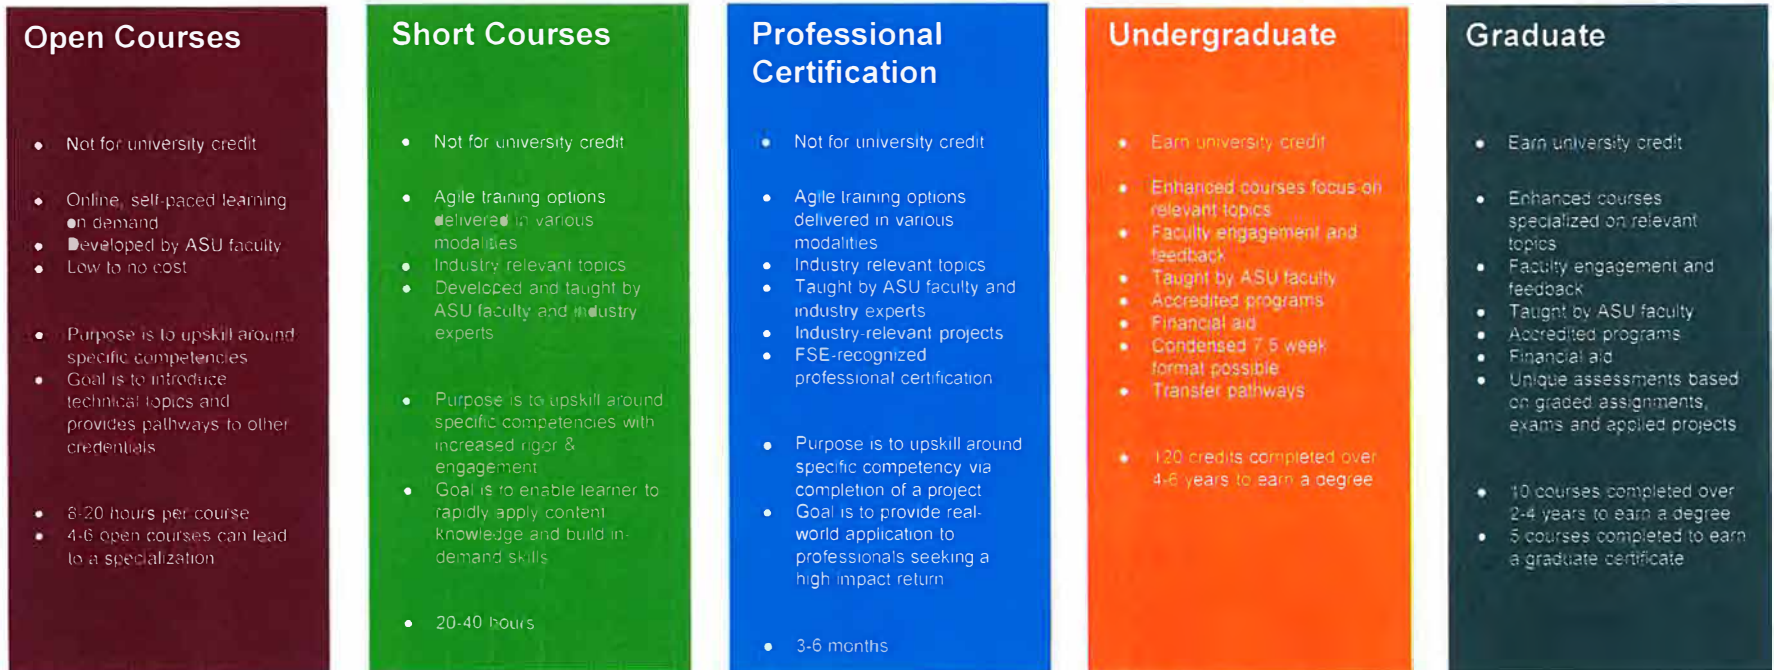 Open Courses
• Not for university credit
• Online, self-paced learning
on demand
• Developed by ASU faculty
• Low to no cost
• Purpose is to upskill around
specific competencies
• Goal is to introduce
technical topics and
provides pathways to other
credentials
• 8-20 hours per course
• 4-6 open courses can lead
to a specialization
Short Courses
• Not for university credit
• Agile training options
delivered in various
modalities
• Industry relevant topics
• Developed and taught by
ASU faculty and industry
experts
• Purpose is to upskill around
specific competencies with
increased rigor &
engagement
• Goal is to enable learner to
rapidly apply content
knowledge and build in-
demand skills
• 20-40 hours
Professional
Certification
• Not for university credit
• Agile training options
delivered in various
modalities
• Industry relevant topics
• Taught by ASU faculty and
industry experts
• Industry-relevant projects
• FSE-recognized
professional certification
• Purpose is to upskill around
specific competency via
completion of a project
• Goal is to provide real-
world application to
professionals seeking a
high impact return
• 3-6 months
Undergraduate
• Earn university credit
• Enhanced courses focus on
relevant topics
• Faculty engagement and
feedback
• Taught by ASU faculty
• Accredited programs
• Financial aid
• Condensed 7.5 week
format possible
• Transfer pathways
• 120 credits completed over
4-6 years to earn a degree
Graduate
• Earn university credit
• Enhanced courses
specialized on relevant
topics
• Faculty engagement and
feedback
• Taught by ASU faculty
• Accredited programs
• Financial aid
• Unique assessments based
on graded assignments,
exams and applied projects
• 10 courses completed over
2-4 years to earn a degree
• 5 courses completed to earn
a graduate certificate